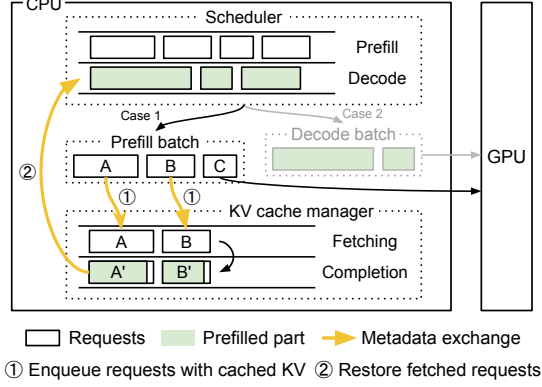 CPU
Scheduler
Prefill
Decode
Case 1
Case 2
Prefill batch
Decode batch
A B C
GPU
②
① ①
KV cache manager
A B Fetching
A' B' Completion
Requests Prefilled part Metadata exchange
① Enqueue requests with cached KV ② Restore fetched requests